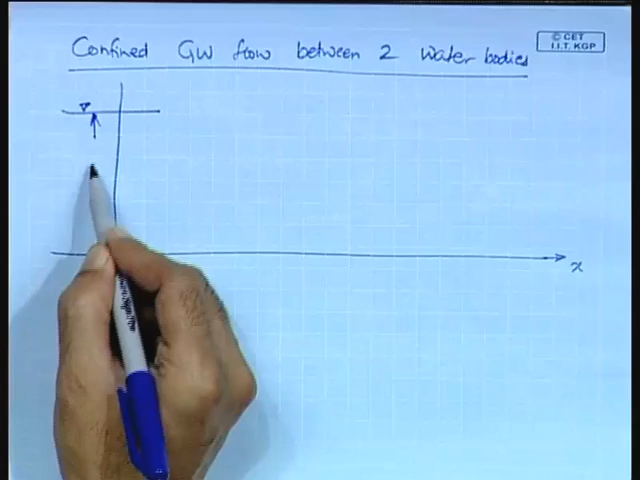 Confined GW flow between 2 Water bodies
© CET
I.I.T. KGP
x